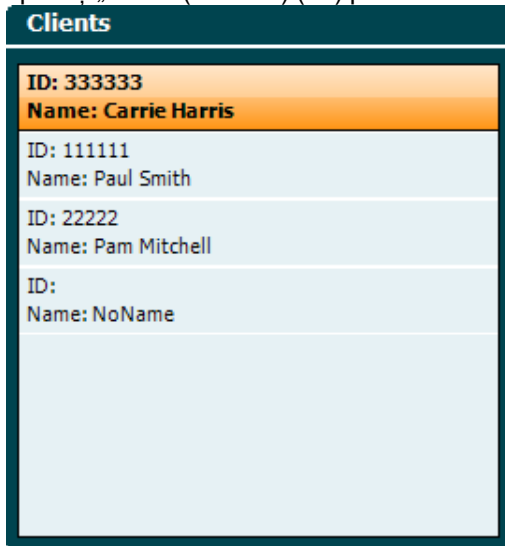 Clients
ID: 333333
Name: Carrie Harris
ID: 111111
Name: Paul Smith
ID: 22222
Name: Pam Mitchell
ID:
Name: NoName